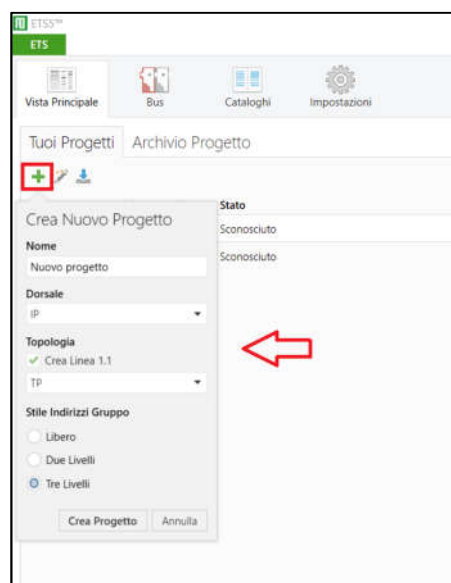 ETS5™
ETS
Vista Principale
Bus
Cataloghi
Impostazioni
Tuoi Progetti
Archivio Progetto
Stato
Sconosciuto
Sconosciuto
Crea Nuovo Progetto
Nome
Nuovo progetto
Dorsale
IP
Topologia
Crea Linea 1.1
TP
Stile Indirizzi Gruppo
Libero
Due Livelli
Tre Livelli
Crea Progetto
Annulla